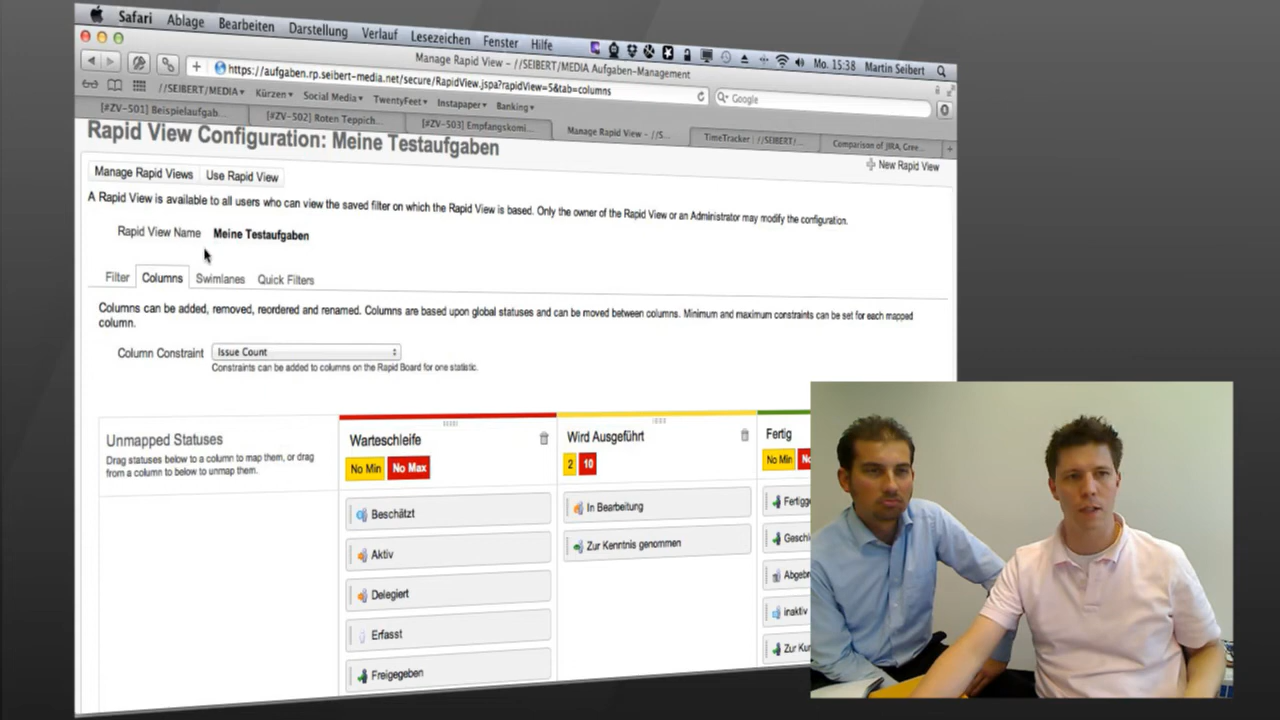 Safari Ablage Bearbeiten Darstellung Verlauf Lesezeichen Fenster Hilfe Mo. 15:38 Martin Seibert
Manage Rapid View – //SEIBERT/MEDIA Aufgaben-Management
https://aufgaben.rp.seibert-media.net/secure/RapidView.jspa?rapidView=5&tab=columns
Google
//SEIBERT/MEDIA Kürzen Social Media TwentyFeet Instapaper Banking
[#ZV-501] Beispielaufgab... [#ZV-502] Roten Teppich... [#ZV-503] Empfangskomi... Manage Rapid View – //S... TimeTracker | //SEIBERT/... Comparison of JIRA, Gree...
Rapid View Configuration: Meine Testaufgaben
New Rapid View
Manage Rapid Views Use Rapid View
A Rapid View is available to all users who can view the saved filter on which the Rapid View is based. Only the owner of the Rapid View or an Administrator may modify the configuration.
Rapid View Name Meine Testaufgaben
Filter Columns Swimlanes Quick Filters
Columns can be added, removed, reordered and renamed. Columns are based upon global statuses and can be moved between columns. Minimum and maximum constraints can be set for each mapped
column.
Column Constraint Issue Count
Constraints can be added to columns on the Rapid Board for one statistic.
Unmapped Statuses
Drag statuses below to a column to map them, or drag
from a column to below to unmap them.
Warteschleife
No Min No Max
Beschätzt
Aktiv
Delegiert
Erfasst
Freigegeben
Wird Ausgeführt
2 10
In Bearbeitung
Zur Kenntnis genommen
Fertig
No Min
inaktiv